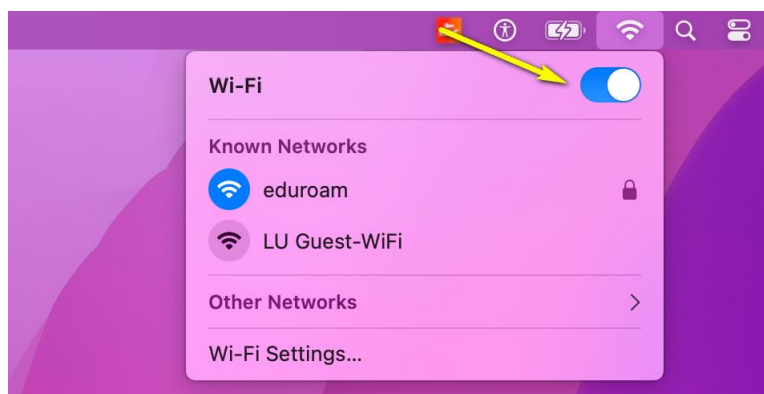 Wi-Fi
Known Networks
eduroam
LU Guest-WiFi
Other Networks
Wi-Fi Settings...